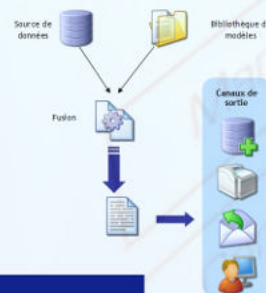 Source de
données
Bibliothèque d
modèles
Canaux de
sortie
Fusion